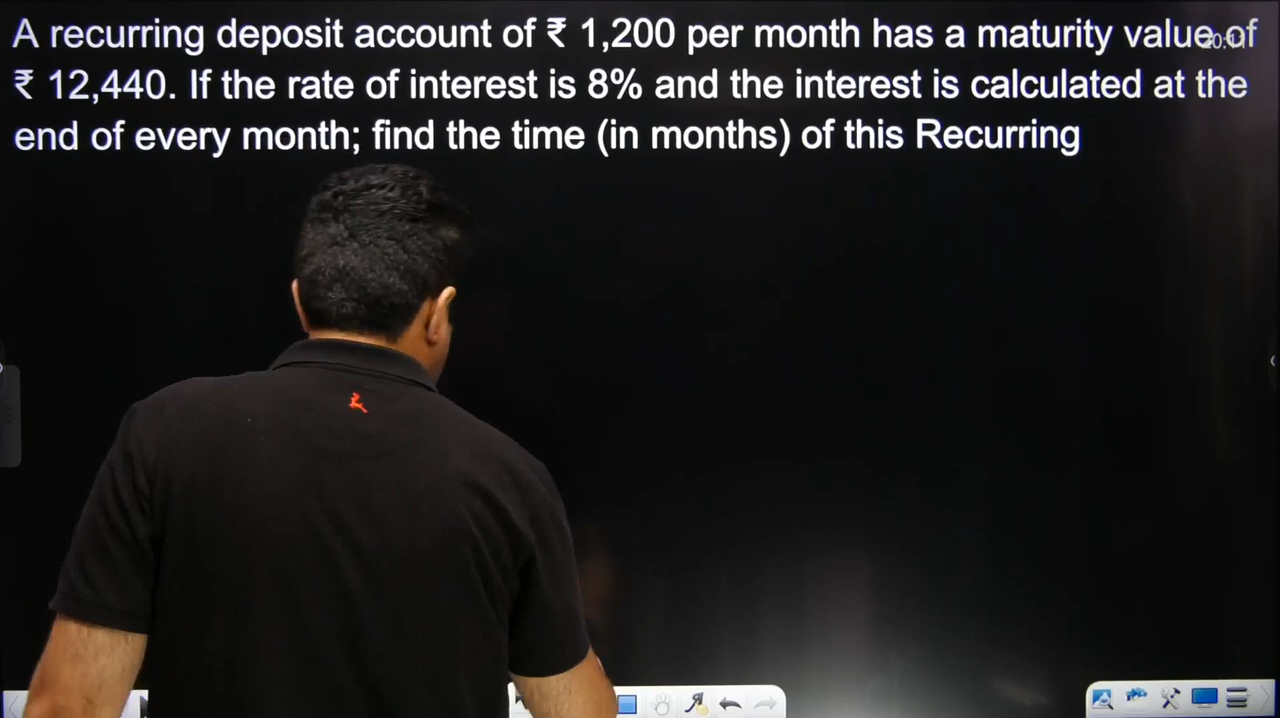 A recurring deposit account of ₹ 1,200 per month has a maturity value of
₹ 12,440. If the rate of interest is 8% and the interest is calculated at the
end of every month; find the time (in months) of this Recurring